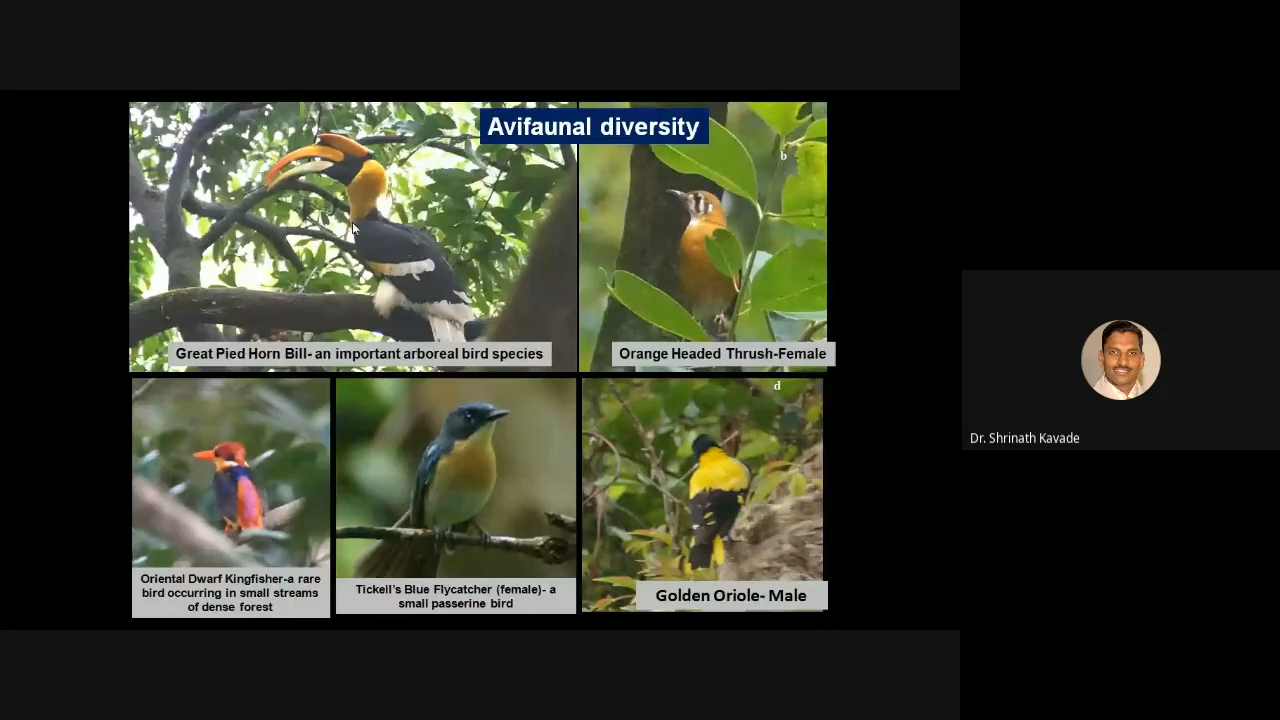 Avifaunal diversity
b
Great Pied Horn Bill- an important arboreal bird species
Orange Headed Thrush-Female
d
Oriental Dwarf Kingfisher-a rare
bird occurring in small streams
of dense forest
Tickell's Blue Flycatcher (female)- a
small passerine bird
Golden Oriole- Male
Dr. Shrinath Kavade